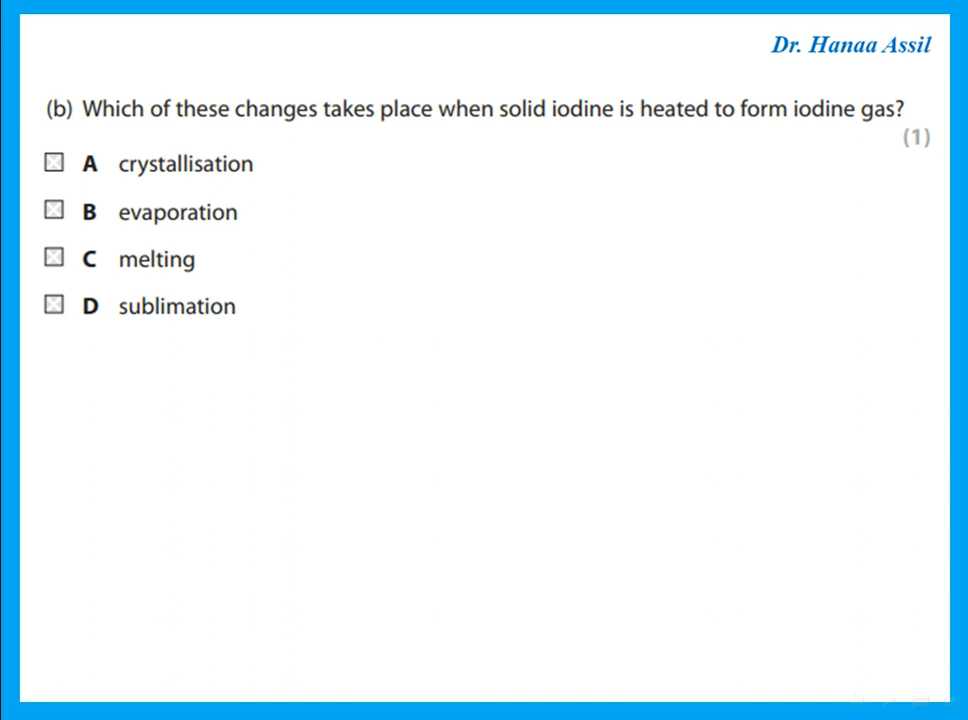 Dr. Hanaa Assil
(b) Which of these changes takes place when solid iodine is heated to form iodine gas?
(1)
A crystallisation
B evaporation
C melting
D sublimation